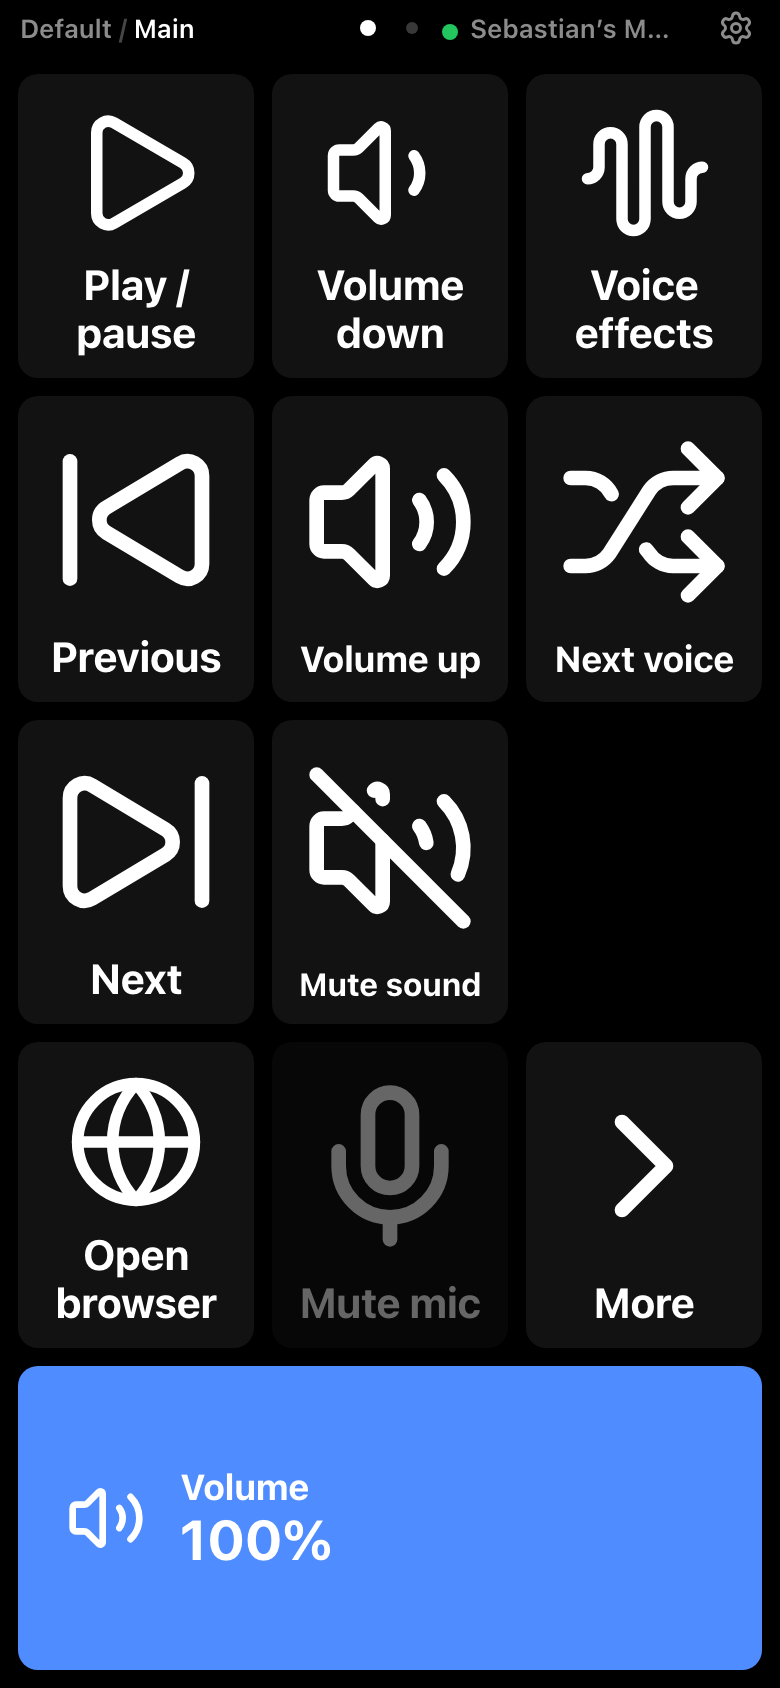 Default / Main
Sebastian’s M...
Play /
pause
Volume
down
Voice
effects
Previous
Volume up
Next voice
Next
Mute sound
Open
browser
Mute mic
More
Volume
100%